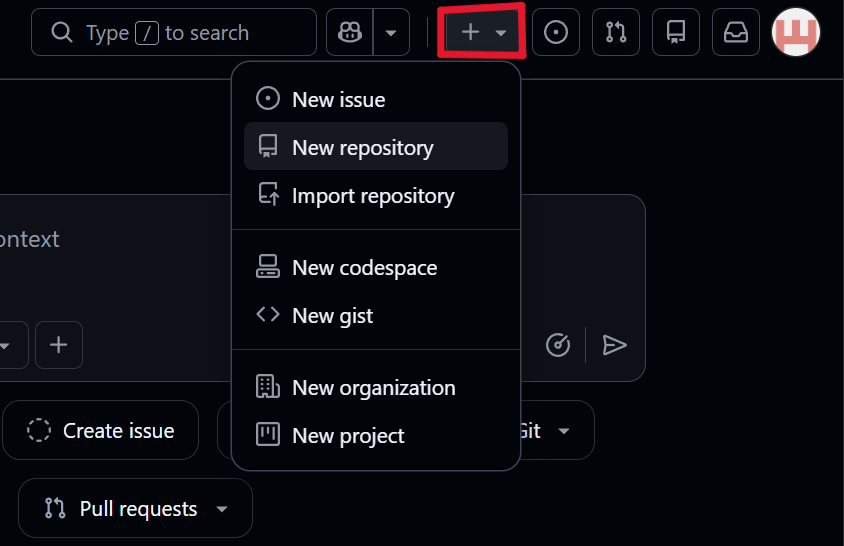 Type / to search
New issue
New repository
Import repository
ontext
New codespace
New gist
New organization
Create issue
New project
Git
Pull requests